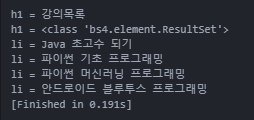 h1 = 강의목록
h1 = <class 'bs4.element.ResultSet'>
li = Java 초고수 되기
li = 파이썬 기초 프로그래밍
li = 파이썬 머신러닝 프로그래밍
li = 안드로이드 블루투스 프로그래밍
[Finished in 0.191s]